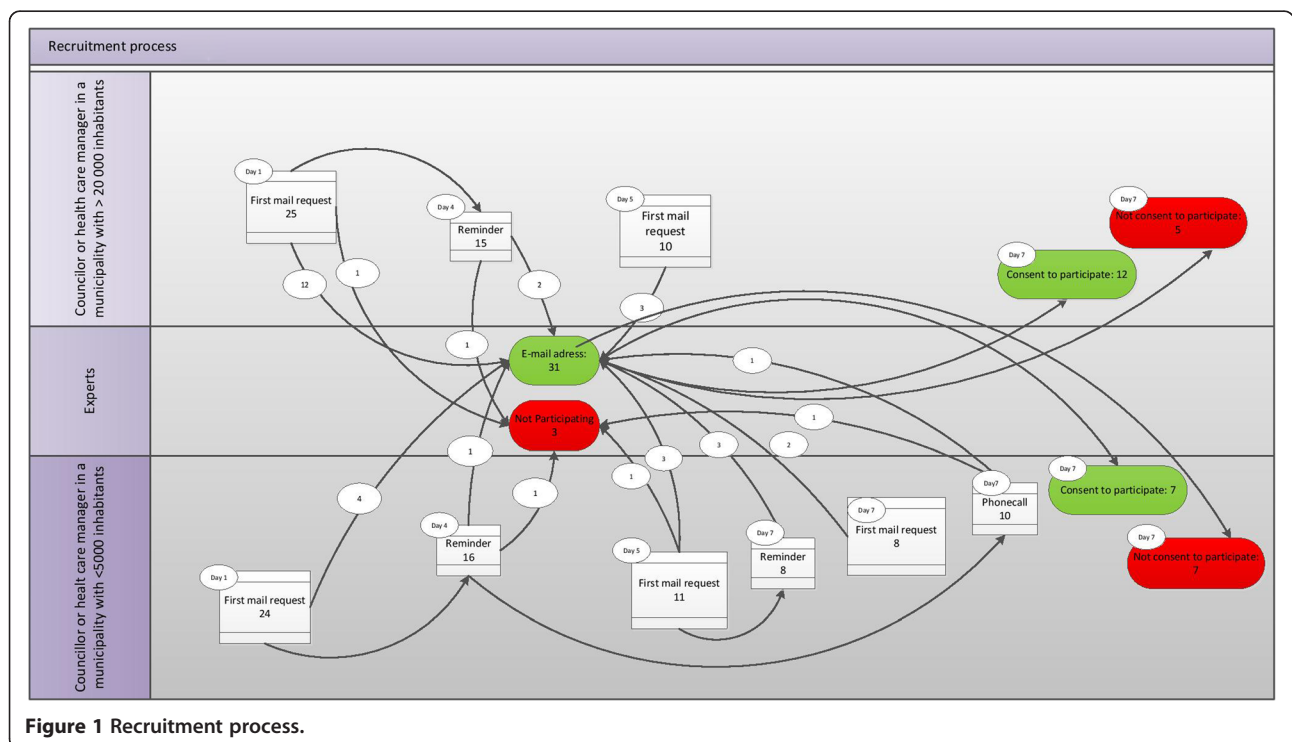 Recruitment process
Councilor or health care manager in a
municipality with > 20 000 inhabitants
Day 1
First mail request
25
Day 4
Reminder
15
Day 5
First mail
request
10
Day 7
Not consent to participate:
5
Day 7
Consent to participate: 12
12
1
2
3
Experts
1
E-mail adress:
31
1
Not Participating
3
1
1
3
3
2
1
Councillor or healt care manager in a
municipality with <5000 inhabitants
4
1
Day 1
First mail request
24
Day 4
Reminder
16
Day 5
First mail request
11
Day 7
Reminder
8
Day 7
First mail request
8
Day7
Phonecall
10
Day 7
Consent to participate: 7
Day 7
Not consent to participate:
7
Figure 1 Recruitment process.